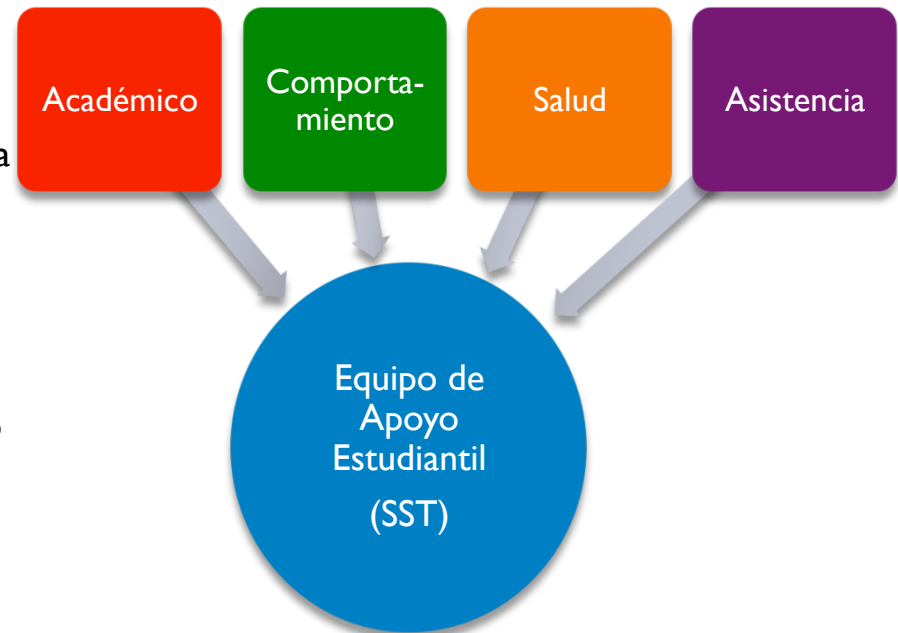 Académico
Comporta-
miento
Salud
Asistencia
a
Equipo de
Apoyo
Estudiantil
(SST)